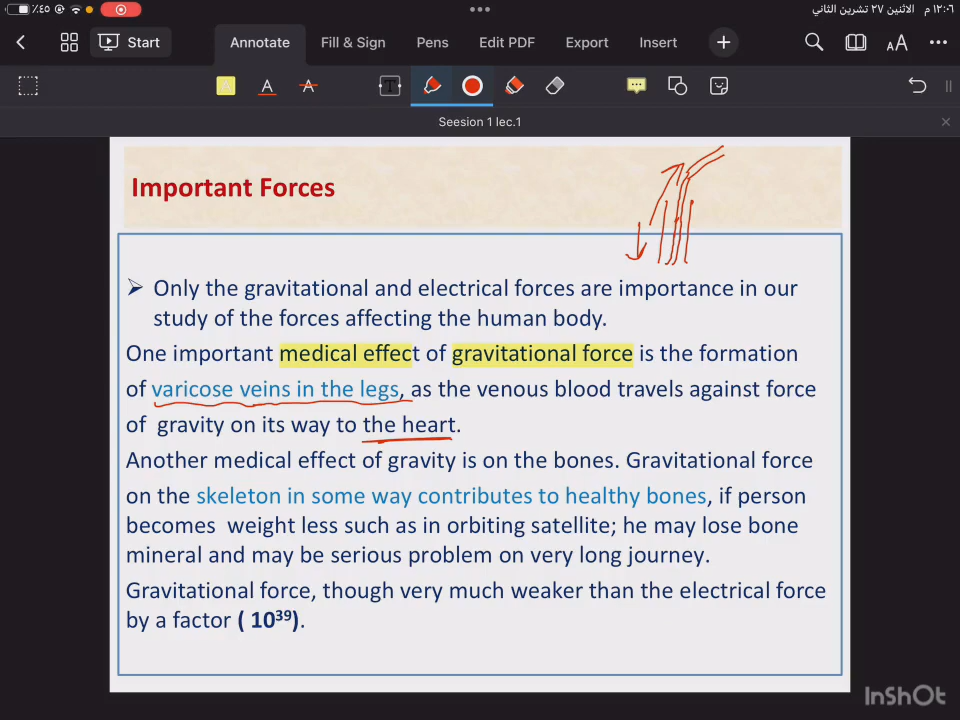 ٪٤٥ الاثنين ٢٧ تشرين الثاني ١٢:٠٦ م
Start Annotate Fill & Sign Pens Edit PDF Export Insert AA
A A A T
Seesion 1 lec.1
Important Forces
➢ Only the gravitational and electrical forces are importance in our
study of the forces affecting the human body.
One important medical effect of gravitational force is the formation
of varicose veins in the legs, as the venous blood travels against force
of gravity on its way to the heart.
Another medical effect of gravity is on the bones. Gravitational force
on the skeleton in some way contributes to healthy bones, if person
becomes weight less such as in orbiting satellite; he may lose bone
mineral and may be serious problem on very long journey.
Gravitational force, though very much weaker than the electrical force
by a factor ( 10³⁹).
InShOt